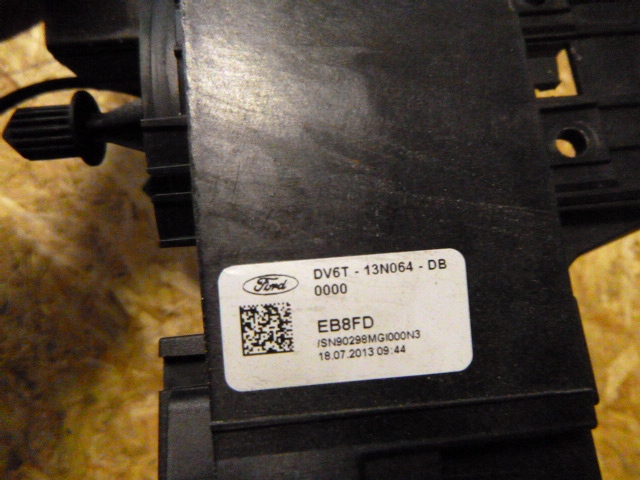 Ford
DV6T - 13N064 - DB
0000
EB8FD
/SN90298MGI000N3
18.07.2013 09:44